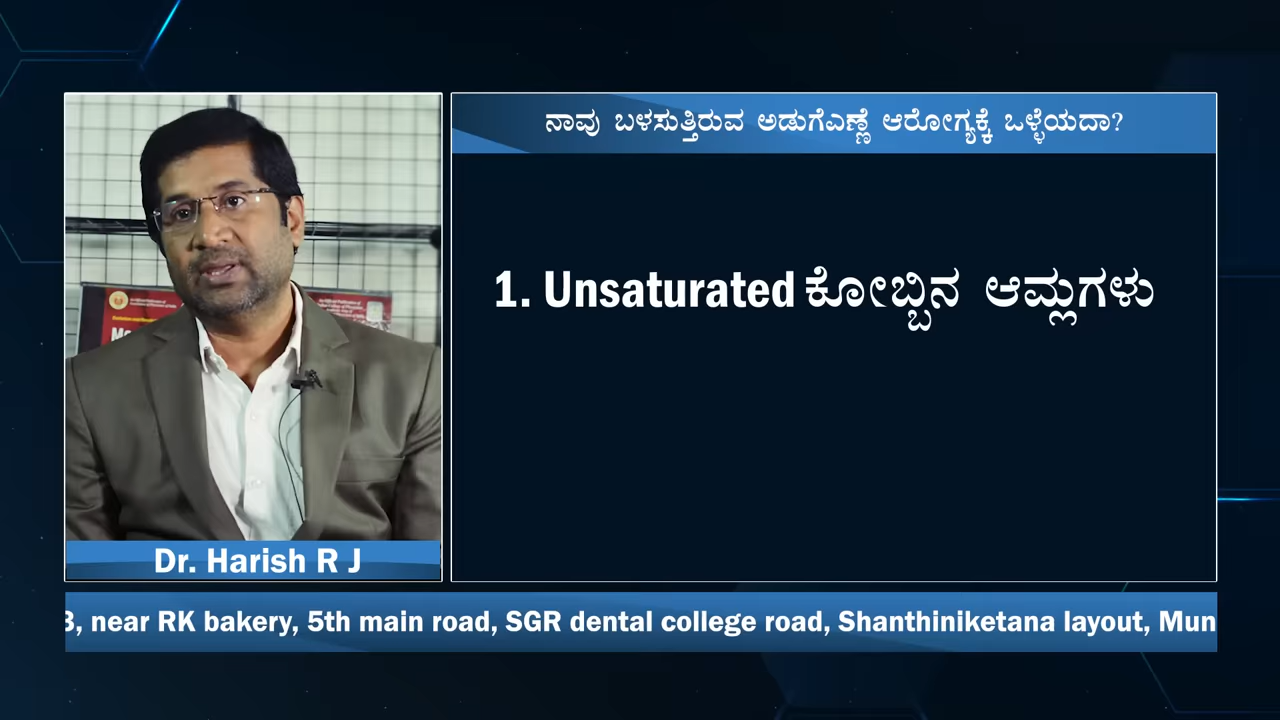 ನಾವು ಬಳಸುತ್ತಿರುವ ಅಡುಗೆಎಣ್ಣೆ ಆರೋಗ್ಯಕ್ಕೆ ಒಳ್ಳೆಯದಾ?
1. Unsaturated ಕೋಬ್ಬಿನ ಆಮ್ಲಗಳು
Dr. Harish R J
near RK bakery, 5th main road, SGR dental college road, Shanthiniketana layout, Mun